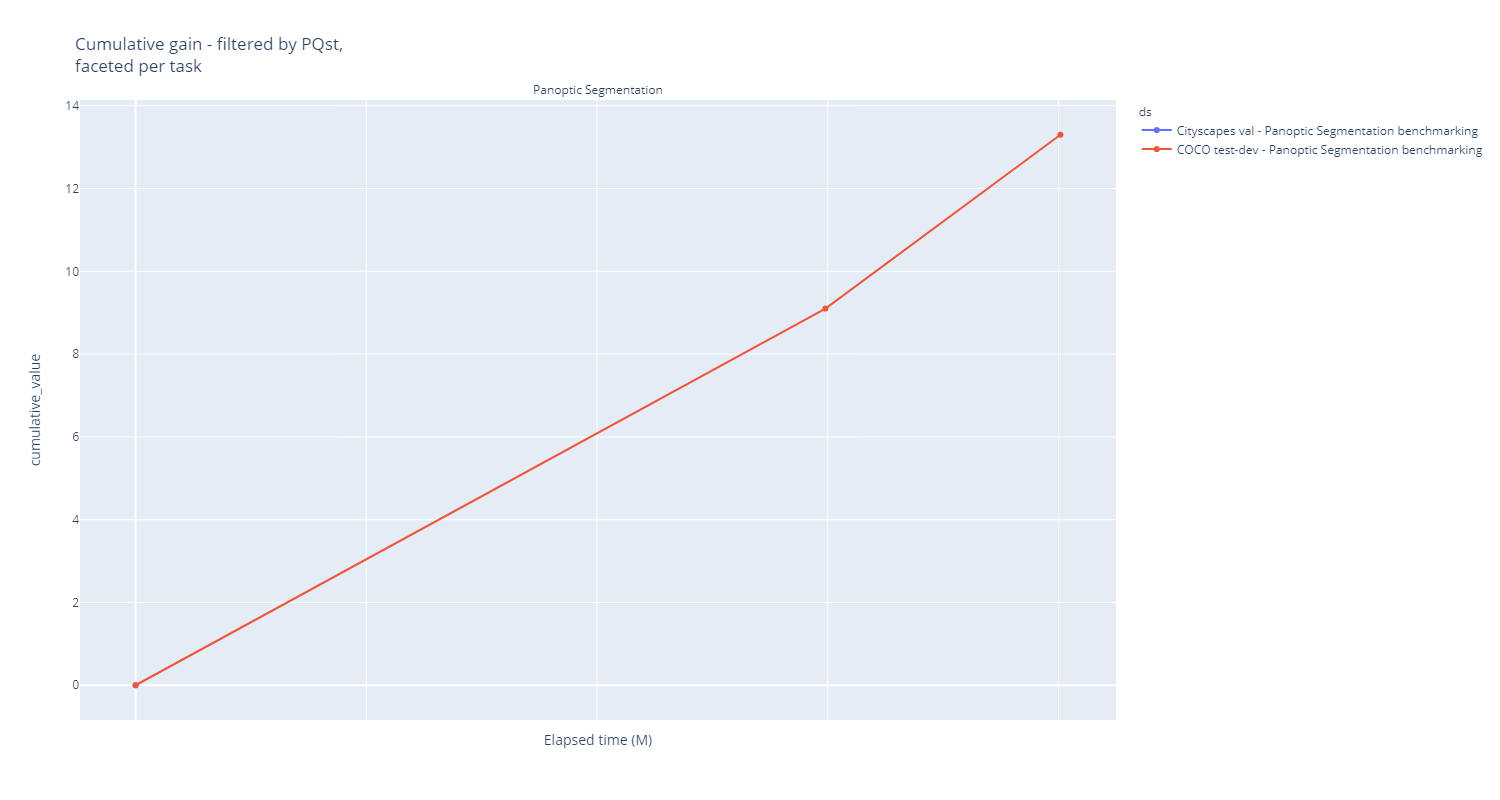 Cumulative gain - filtered by PQst,
faceted per task
Panoptic Segmentation
14
12
10
8
6
4
2
0
cumulative_value
Elapsed time (M)
ds
Cityscapes val - Panoptic Segmentation benchmarking
COCO test-dev - Panoptic Segmentation benchmarking